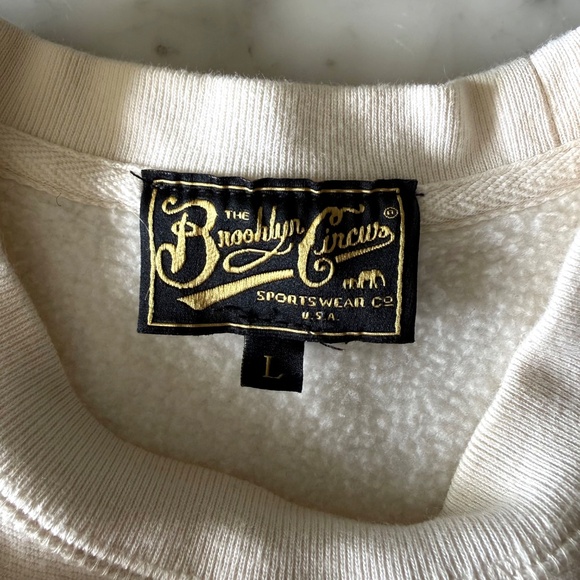 THE
Brooklyn Circus ®
SPORTSWEAR CO
U.S.A.
L